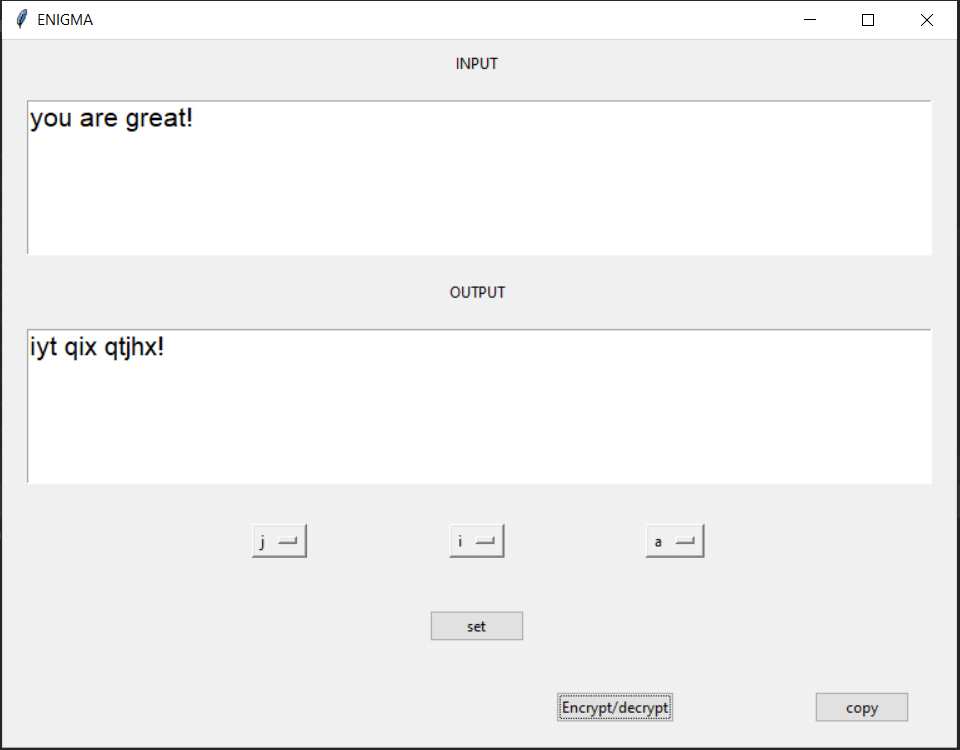 ENIGMA
INPUT
you are great!
OUTPUT
iyt qix qtjhx!
j i a
set
Encrypt/decrypt copy